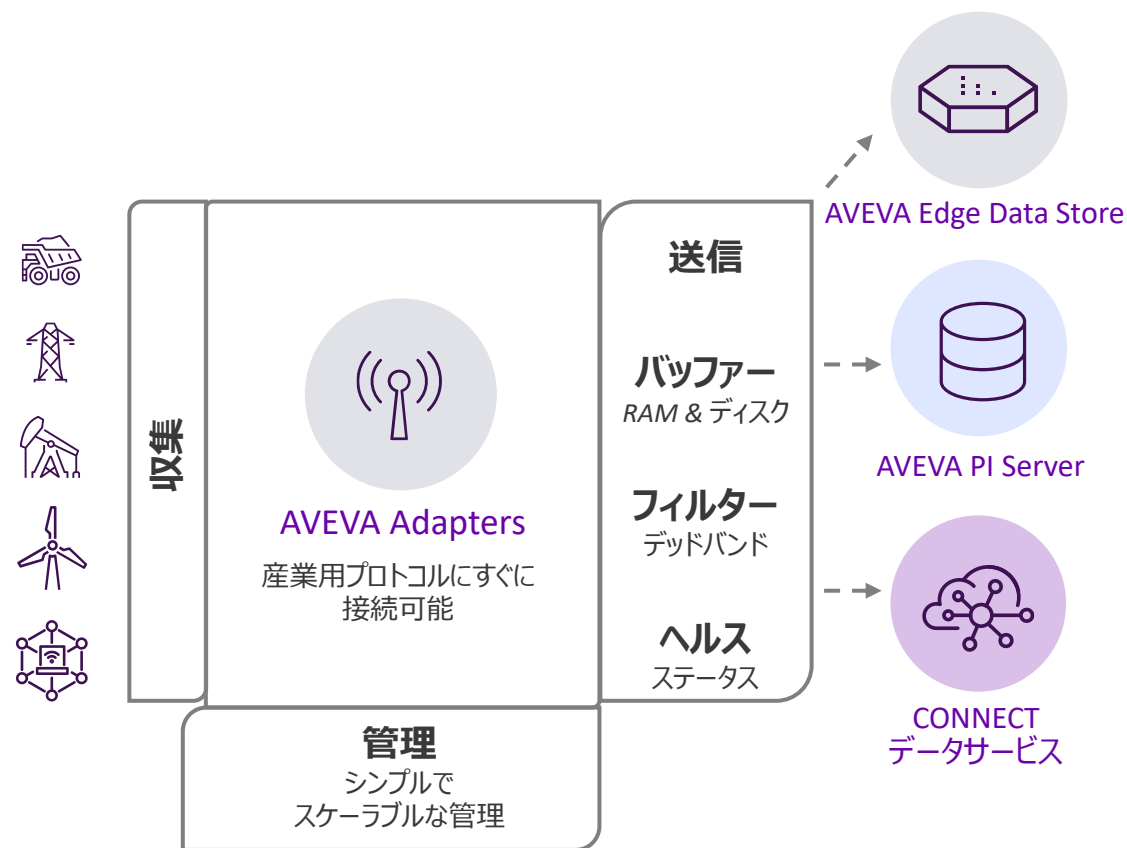 収集
AVEVA Adapters
産業用プロトコルにすぐに
接続可能
管理
シンプルで
スケーラブルな管理
送信
バッファー
RAM & ディスク
フィルター
デッドバンド
ヘルス
ステータス
AVEVA Edge Data Store
AVEVA PI Server
CONNECT
データサービス